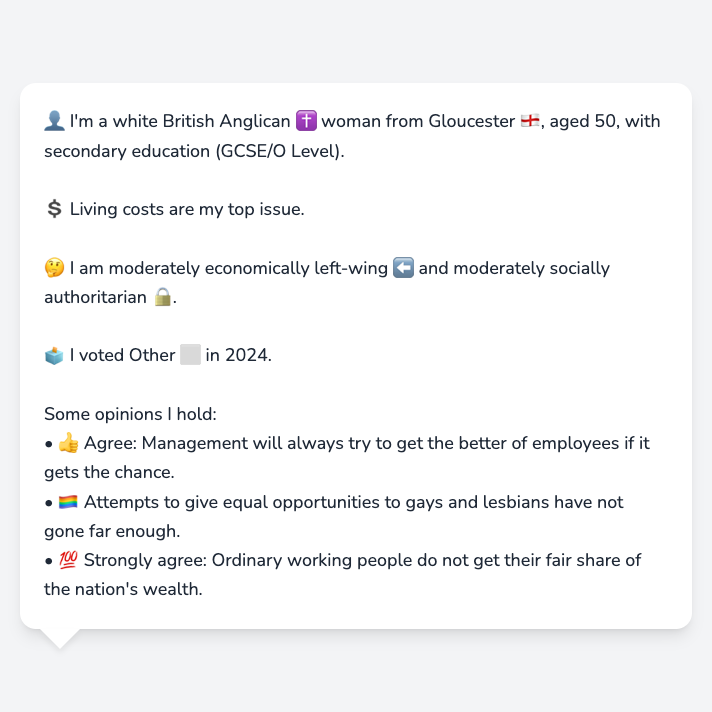 👤 I'm a white British Anglican ✝️ woman from Gloucester 🏴󠁧󠁢󠁥󠁮󠁧󠁿, aged 50, with
secondary education (GCSE/O Level).
💲 Living costs are my top issue.
🤔 I am moderately economically left-wing ⬅️ and moderately socially
authoritarian 🔒.
🗳️ I voted Other ⬜ in 2024.
Some opinions I hold:
• 👍 Agree: Management will always try to get the better of employees if it
gets the chance.
• 🏳️‍🌈 Attempts to give equal opportunities to gays and lesbians have not
gone far enough.
• 💯 Strongly agree: Ordinary working people do not get their fair share of
the nation's wealth.